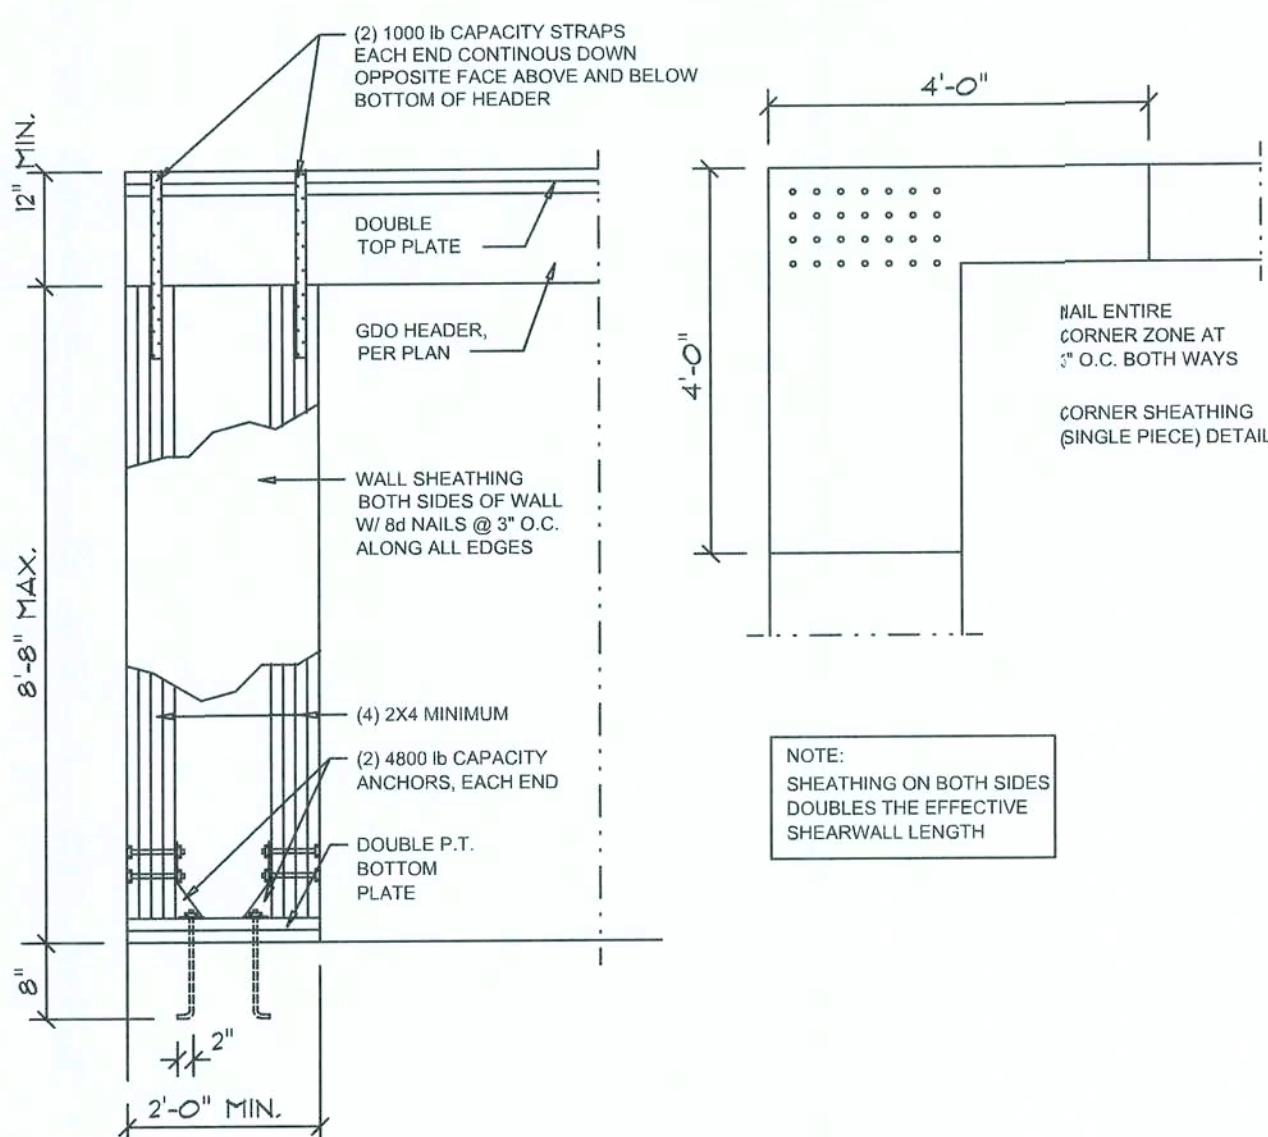 (2) 1000 lb CAPACITY STRAPS
EACH END CONTINOUS DOWN
OPPOSITE FACE ABOVE AND BELOW
BOTTOM OF HEADER
4'-0"
12" MIN.
DOUBLE
TOP PLATE
GDO HEADER,
PER PLAN
4'-0"
NAIL ENTIRE
CORNER ZONE AT
3" O.C. BOTH WAYS
CORNER SHEATHING
(SINGLE PIECE) DETAIL
WALL SHEATHING
BOTH SIDES OF WALL
W/ 8d NAILS @ 3" O.C.
ALONG ALL EDGES
8'-8" MAX.
(4) 2X4 MINIMUM
(2) 4800 lb CAPACITY
ANCHORS, EACH END
DOUBLE P.T.
BOTTOM
PLATE
NOTE:
SHEATHING ON BOTH SIDES
DOUBLES THE EFFECTIVE
SHEARWALL LENGTH
8"
2"
2'-0" MIN.